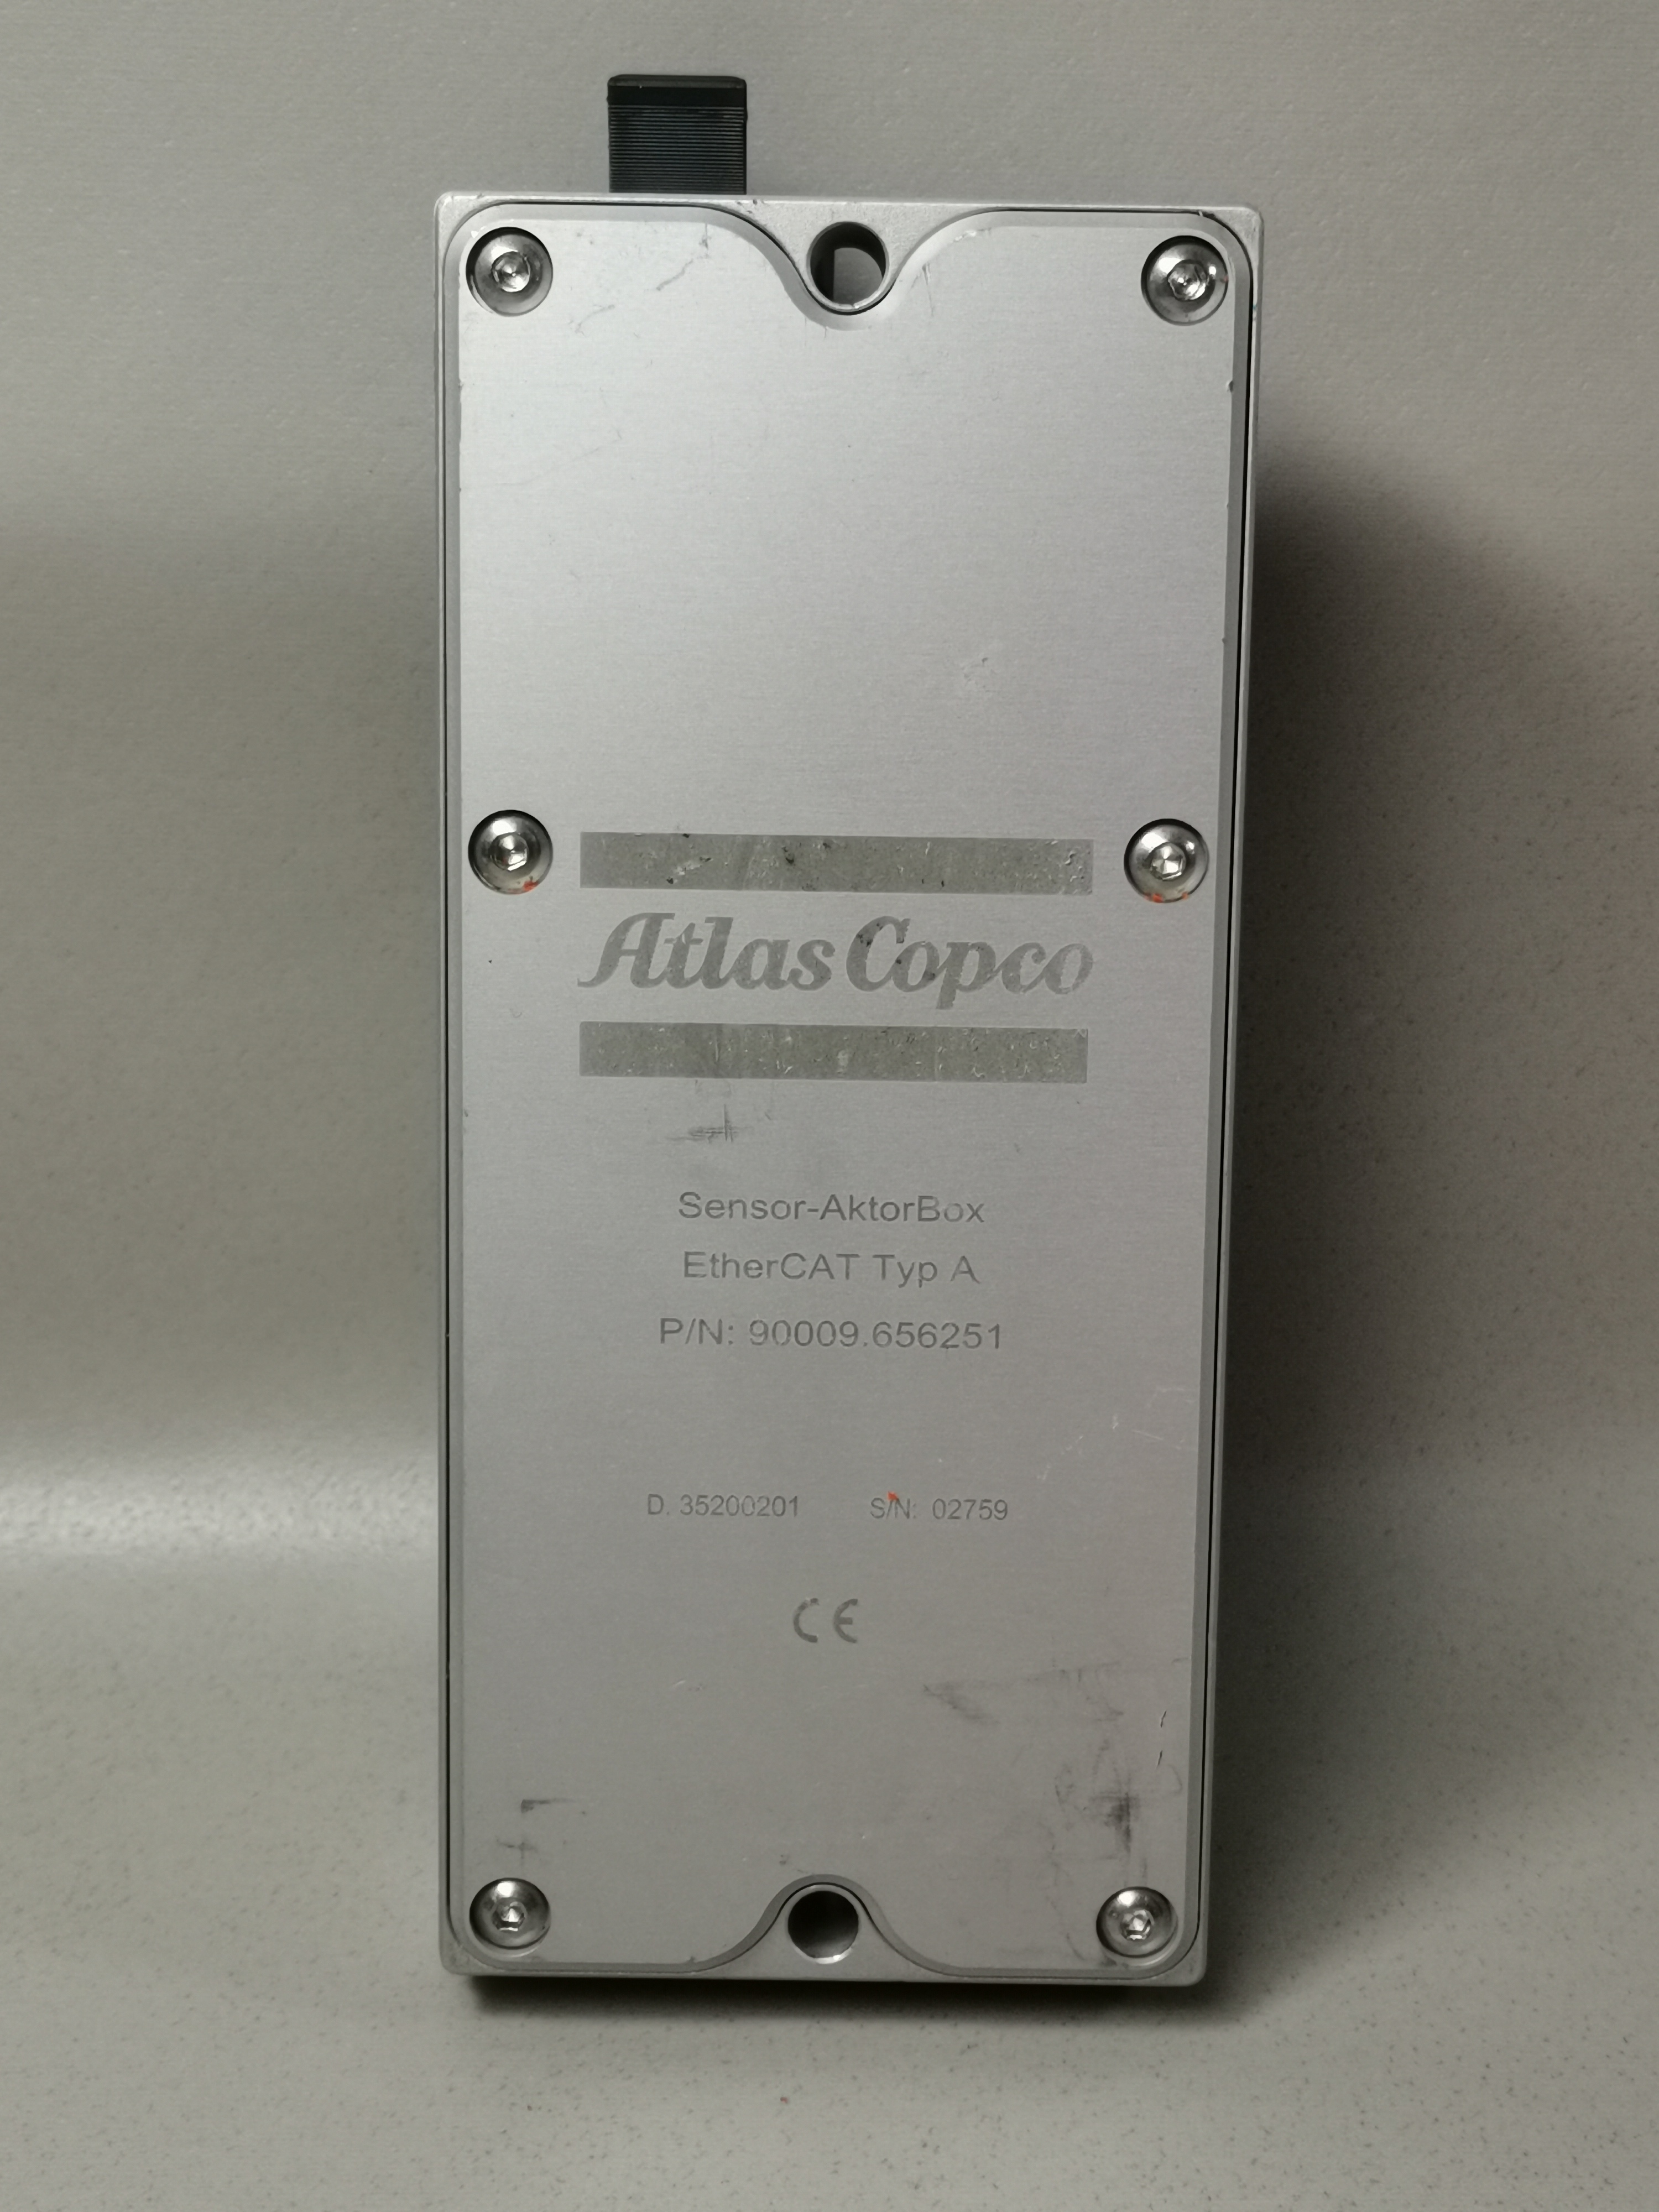 Atlas Copco
Sensor-AktorBox
EtherCAT Typ A
P/N: 90009.656251
D. 35200201 S/N: 02759
CE